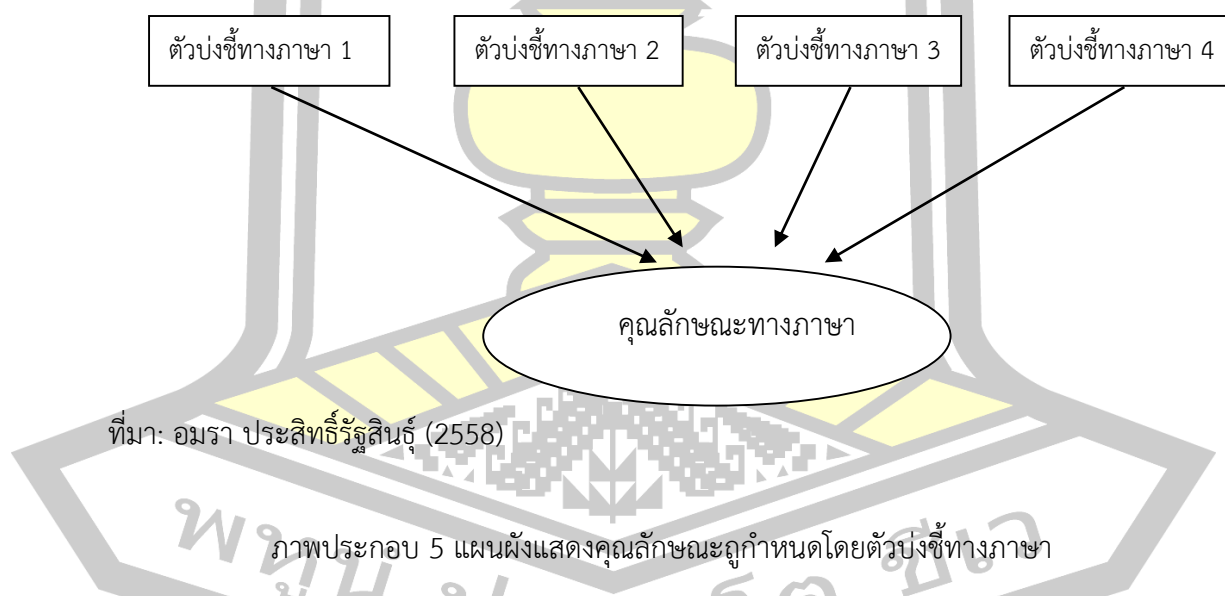 ตัวบ่งชี้ทางภาษา 1
ตัวบ่งชี้ทางภาษา 2
ตัวบ่งชี้ทางภาษา 3
ตัวบ่งชี้ทางภาษา 4
คุณลักษณะทางภาษา
ที่มา: อมรา ประสิทธิ์รัฐสินธุ์ (2558)
ภาพประกอบ 5 แผนผังแสดงคุณลักษณะถูกำหนดโดยตัวบ่งชี้ทางภาษา